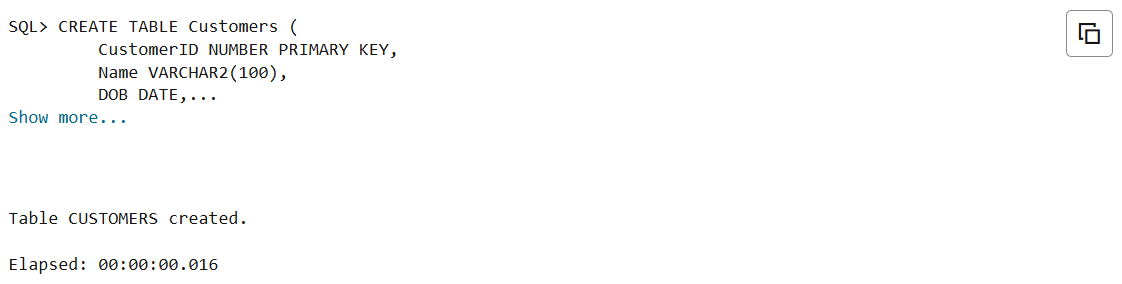 SQL> CREATE TABLE Customers (
CustomerID NUMBER PRIMARY KEY,
Name VARCHAR2(100),
DOB DATE,...
Show more...
Table CUSTOMERS created.
Elapsed: 00:00:00.016